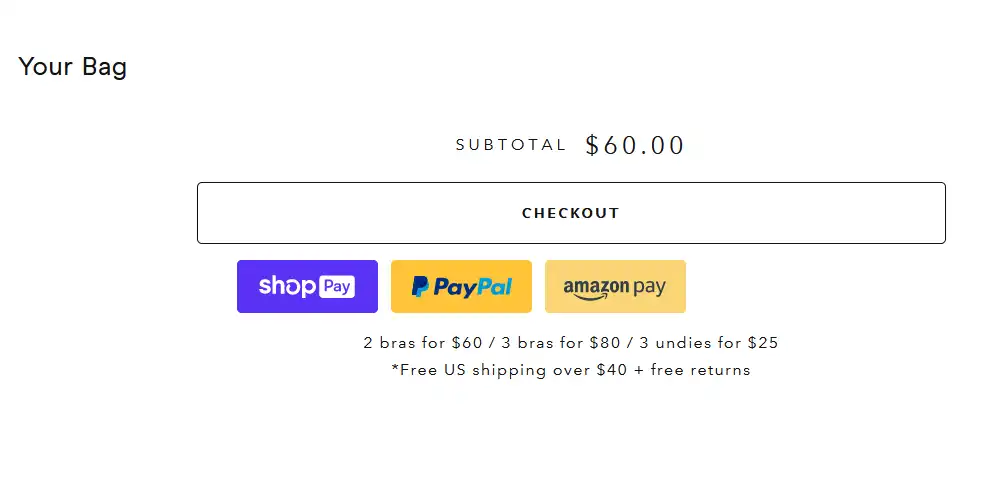 Your Bag
SUBTOTAL $60.00
CHECKOUT
shop Pay PayPal amazon pay
2 bras for $60 / 3 bras for $80 / 3 undies for $25
*Free US shipping over $40 + free returns